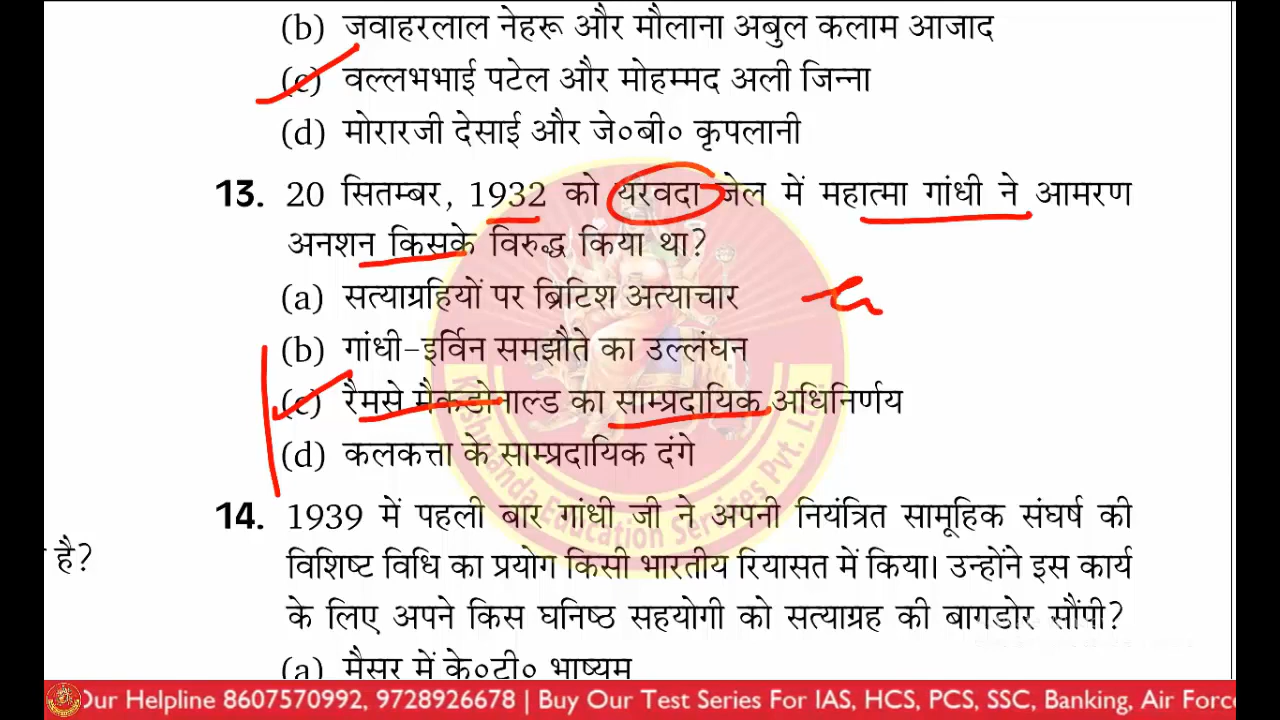 (b) जवाहरलाल नेहरू और मौलाना अबुल कलाम आजाद
(c) वल्लभभाई पटेल और मोहम्मद अली जिन्ना
(d) मोरारजी देसाई और जे०बी० कृपलानी
13. 20 सितम्बर, 1932 को यरवदा जेल में महात्मा गांधी ने आमरण
अनशन किसके विरुद्ध किया था?
(a) सत्याग्रहियों पर ब्रिटिश अत्याचार
(b) गांधी-इर्विन समझौते का उल्लंघन
(c) रैमसे मैकडोनाल्ड का साम्प्रदायिक अधिनिर्णय
(d) कलकत्ता के साम्प्रदायिक दंगे
14. 1939 में पहली बार गांधी जी ने अपनी नियंत्रित सामूहिक संघर्ष की
है?
विशिष्ट विधि का प्रयोग किसी भारतीय रियासत में किया। उन्होंने इस कार्य
के लिए अपने किस घनिष्ठ सहयोगी को सत्याग्रह की बागडोर सौंपी?
(a) मैसूर में के०टी० भाष्यम
Our Helpline 8607570992, 9728926678 | Buy Our Test Series For IAS, HCS, PCS, SSC, Banking, Air Force